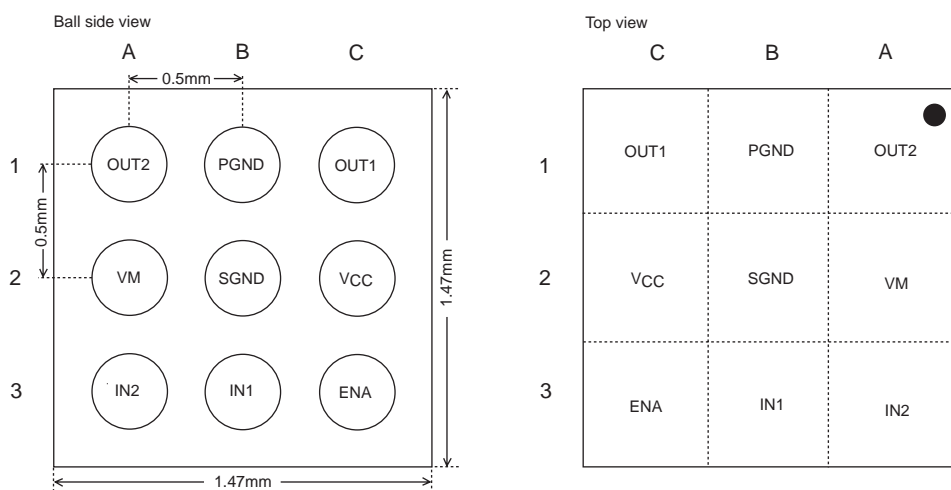 Ball side view
A B C
0.5mm
1 OUT2 PGND OUT1
0.5mm
2 VM SGND VCC
1.47mm
3 IN2 IN1 ENA
1.47mm
Top view
C B A
1 OUT1 PGND OUT2
2 VCC SGND VM
3 ENA IN1 IN2